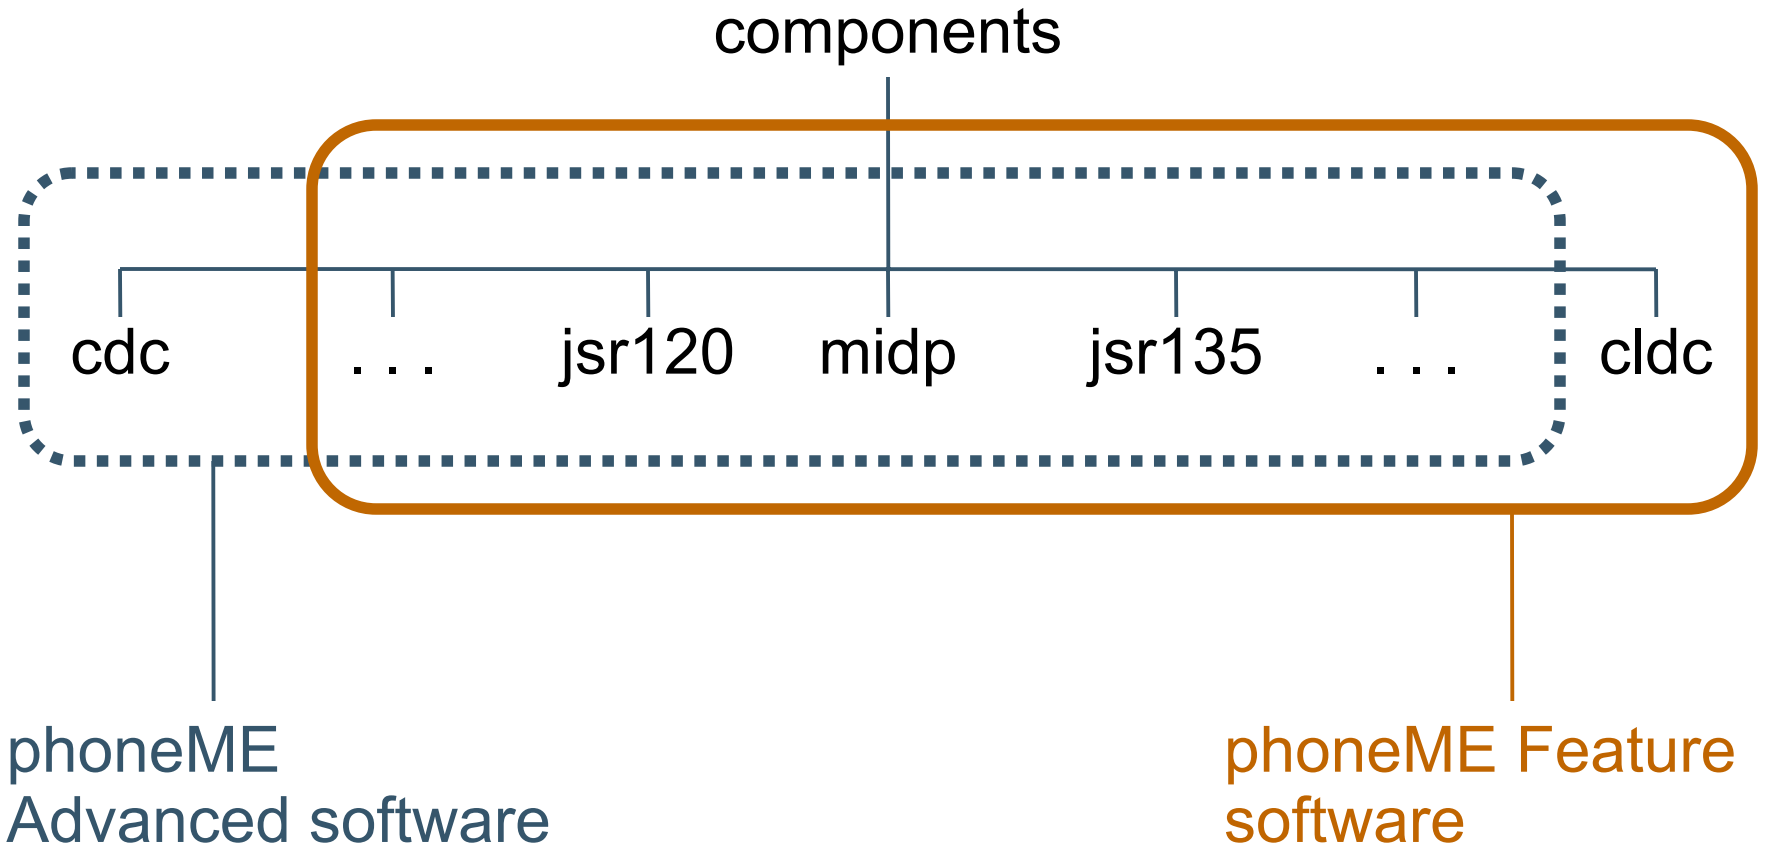 components
cdc . . . jsr120 midp jsr135 . . . cldc
phoneME
Advanced software
phoneME Feature
software